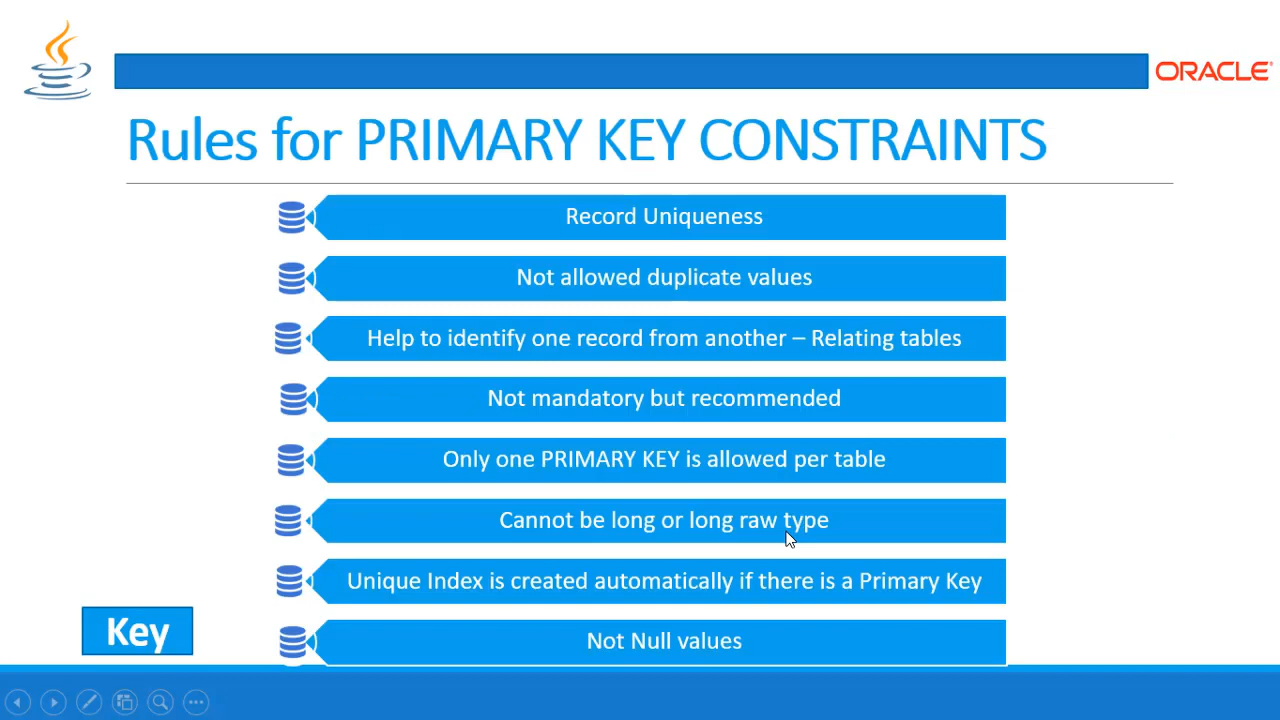 ORACLE
Rules for PRIMARY KEY CONSTRAINTS
Record Uniqueness
Not allowed duplicate values
Help to identify one record from another – Relating tables
Not mandatory but recommended
Only one PRIMARY KEY is allowed per table
Cannot be long or long raw type
Unique Index is created automatically if there is a Primary Key
Not Null values
Key